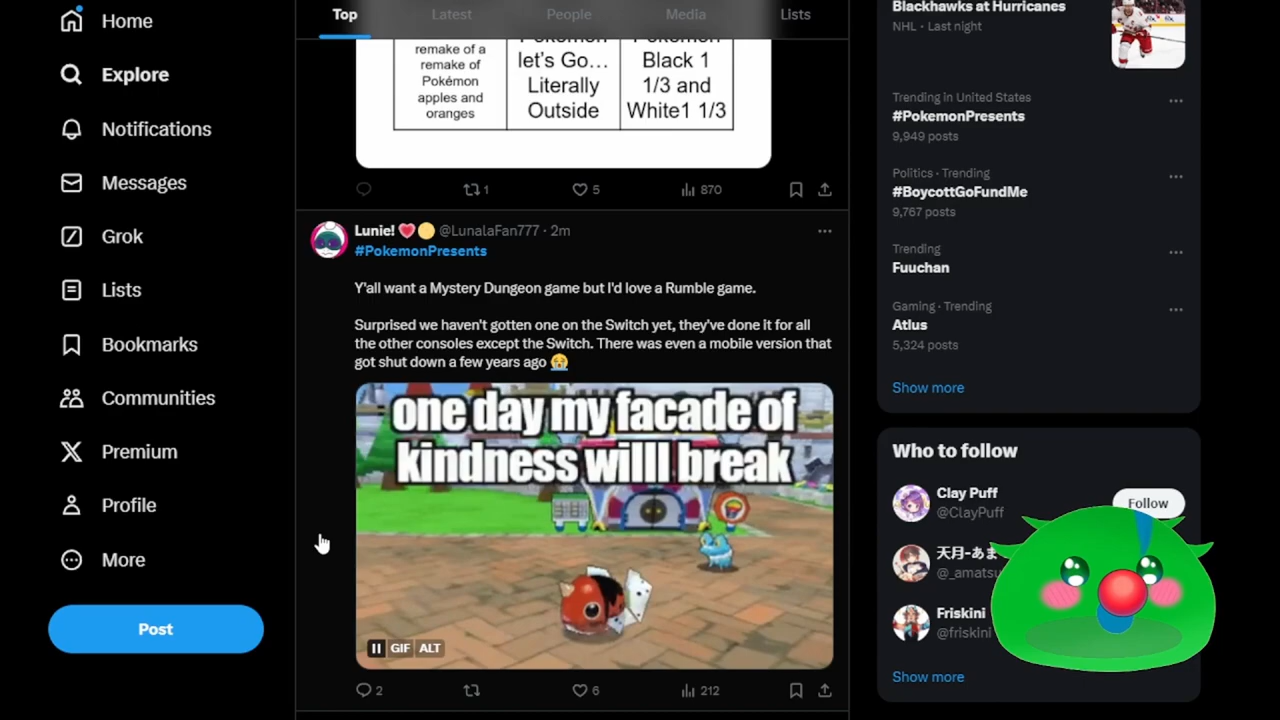 Home
Explore
Notifications
Messages
Grok
Lists
Bookmarks
Communities
Premium
Profile
More
Post
Top
Latest
People
Media
Lists
remake of a
remake of
Pokémon
apples and
oranges
let's Go...
Literally
Outside
Black 1
1/3 and
White1 1/3
1
5
870
Lunie! @LunalaFan777 · 2m
#PokemonPresents
Y'all want a Mystery Dungeon game but I'd love a Rumble game.
Surprised we haven't gotten one on the Switch yet, they've done it for all
the other consoles except the Switch. There was even a mobile version that
got shut down a few years ago
one day my facade of
kindness willl break
GIF
ALT
2
6
212
Blackhawks at Hurricanes
NHL · Last night
Trending in United States
#PokemonPresents
9,949 posts
Politics · Trending
#BoycottGoFundMe
9,767 posts
Trending
Fuuchan
Gaming · Trending
Atlus
5,324 posts
Show more
Who to follow
Clay Puff
@ClayPuff
Follow
天月-あま
@_amatsu
Friskini
@friskini
Show more